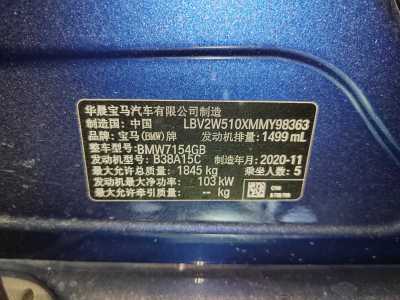 华晨宝马汽车有限公司制造
制造国：中国 LBV2W510XMMY98363
品牌：宝马(BMW)牌 发动机排量：1499 mL
整车型号：BMW7154GB
发动机型号：B38A15C 制造年月：2020-11
最大允许总质量：1845 kg 乘坐人数：5
发动机最大净功率：103 kW
最大允许牵引质量：-- kg